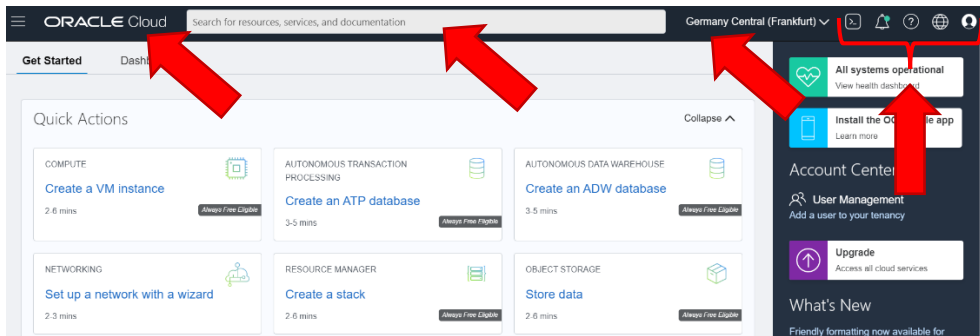 ORACLE Cloud
Search for resources, services, and documentation
Germany Central (Frankfurt)
Get Started
Quick Actions
Collapse
COMPUTE
Create a VM instance
2-6 mins
Always Free Eligible
AUTONOMOUS TRANSACTION
PROCESSING
Create an ATP database
3-5 mins
Always Free Eligible
AUTONOMOUS DATA WAREHOUSE
Create an ADW database
3-5 mins
Always Free Eligible
NETWORKING
Set up a network with a wizard
2-3 mins
RESOURCE MANAGER
Create a stack
2-6 mins
Always Free Eligible
OBJECT STORAGE
Store data
2-6 mins
Always Free Eligible
All systems operational
View health dashboard
Install the app
Learn more
Account Center
User Management
Add a user to your tenancy
Upgrade
Access all cloud services
What's New
Friendly formatting now available for